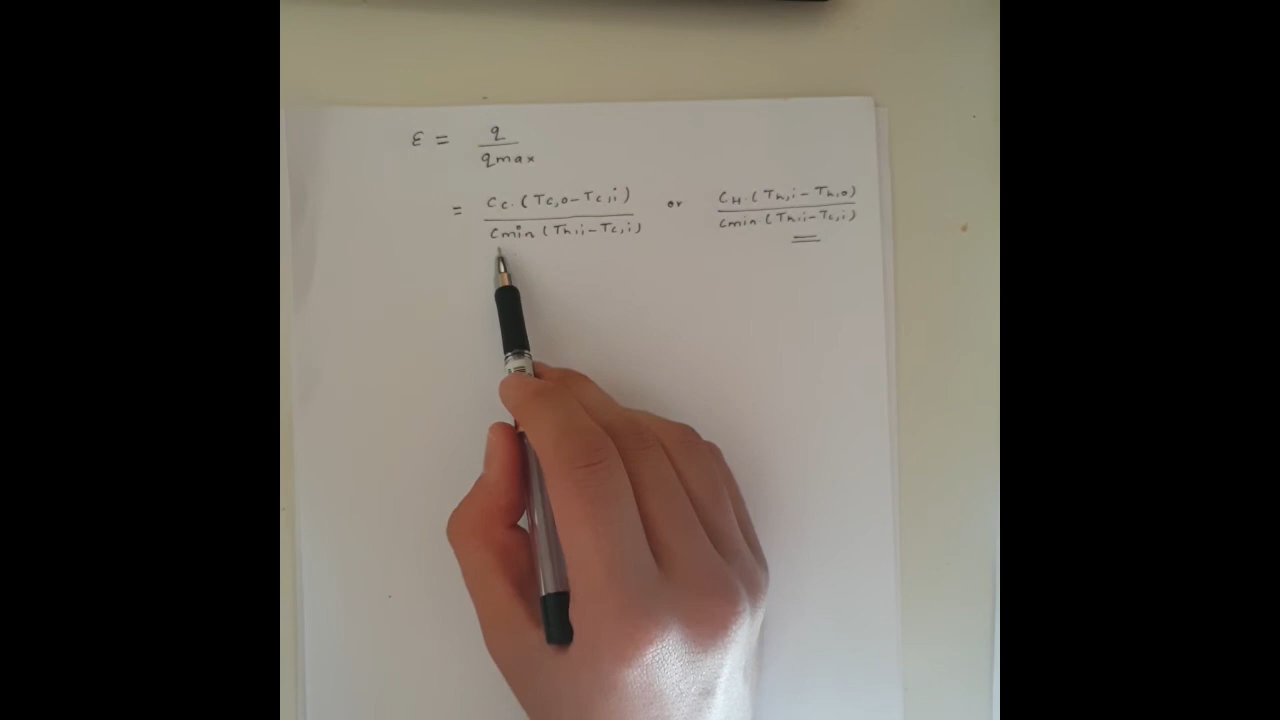 ε = q / qmax
= Cc.(Tc,o-Tc,i) / Cmin(Th,i-Tc,i) or CH.(Th,i-Th,o) / Cmin.(Th,i-Tc,i)